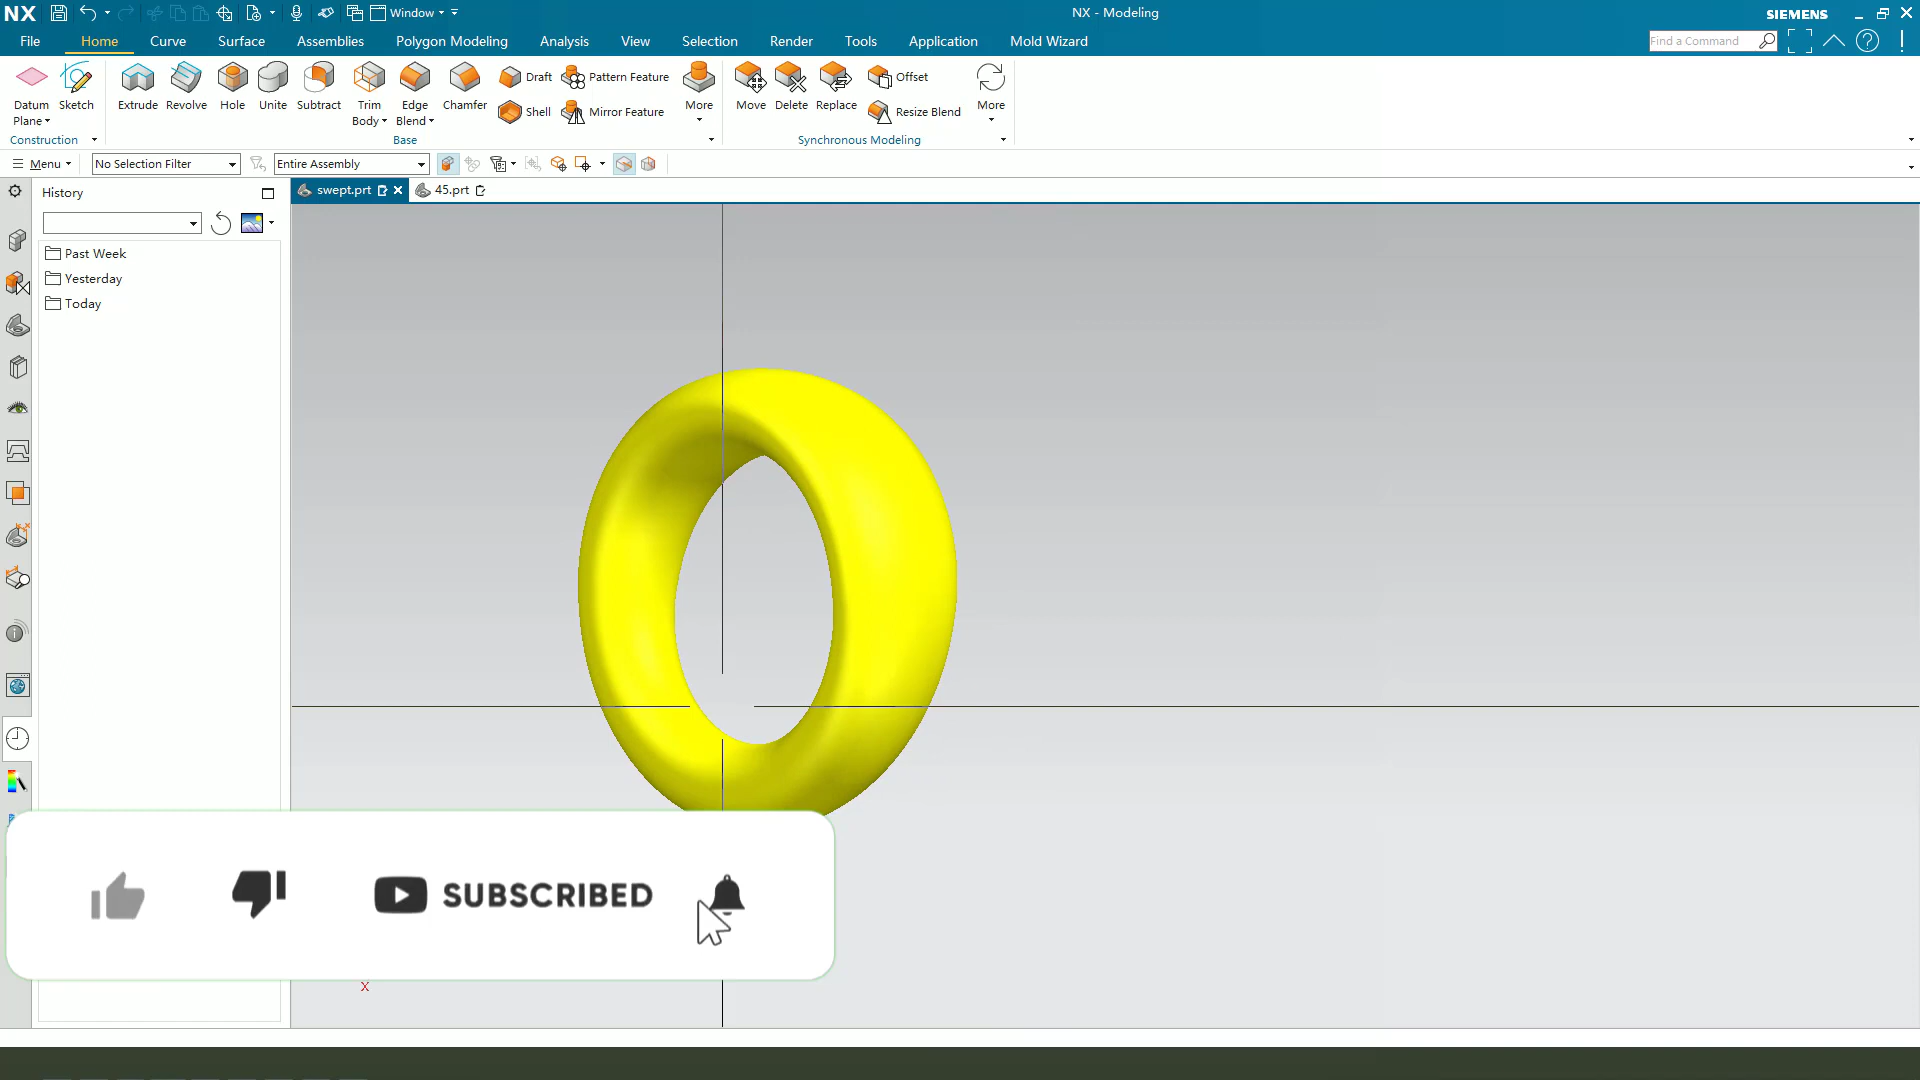 NX
Window
NX - Modeling
SIEMENS
File
Home
Curve
Surface
Assemblies
Polygon Modeling
Analysis
View
Selection
Render
Tools
Application
Mold Wizard
Find a Command
Datum Plane
Sketch
Extrude
Revolve
Hole
Unite
Subtract
Trim Body
Edge Blend
Chamfer
Draft
Shell
Pattern Feature
Mirror Feature
More
Move
Delete
Replace
Offset
Resize Blend
More
Construction
Base
Synchronous Modeling
Menu
No Selection Filter
Entire Assembly
History
swept.prt
45.prt
Past Week
Yesterday
Today
SUBSCRIBED
X